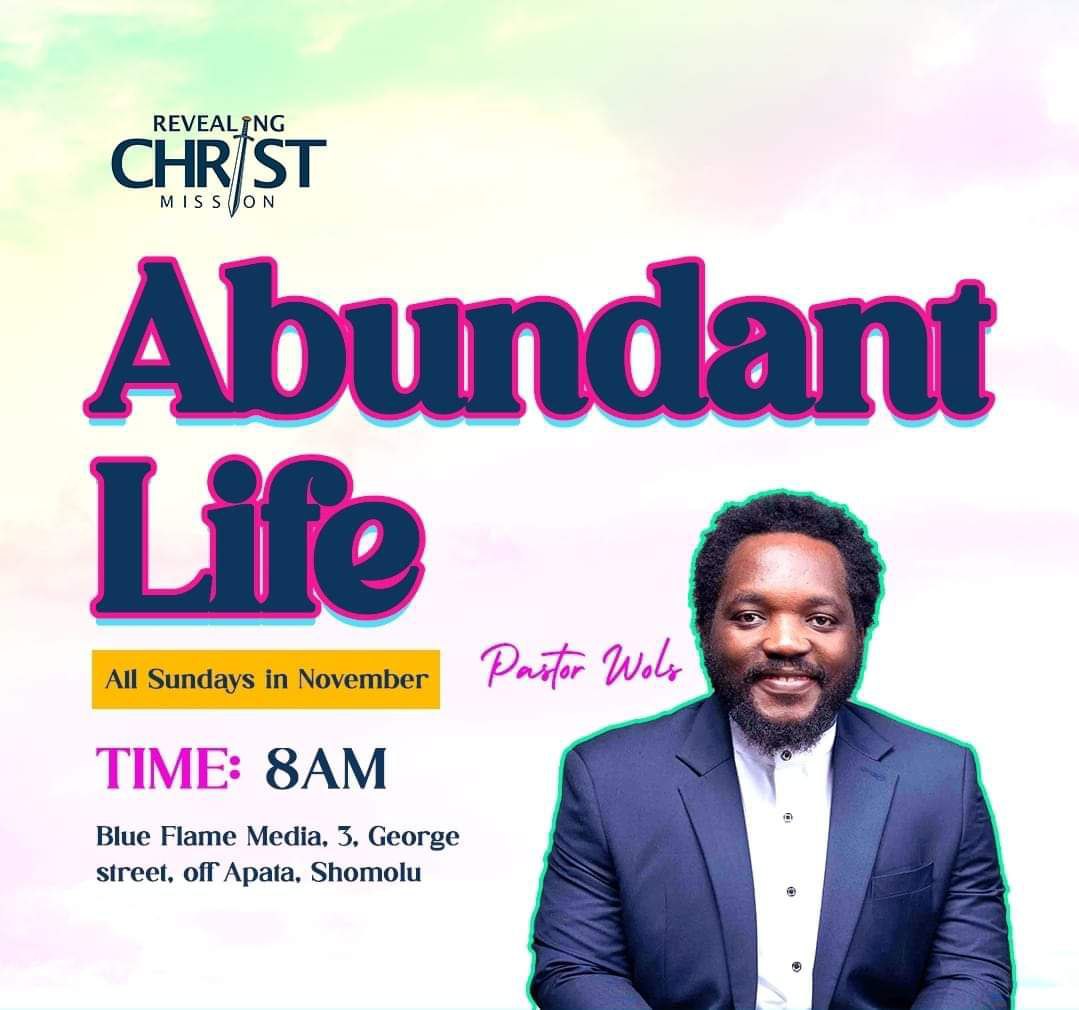 REVEALING
CHRIST
MISSION
Abundant
Life
All Sundays in November
Pastor Wols
TIME: 8AM
Blue Flame Media, 3, George
street, off Apata, Shomolu